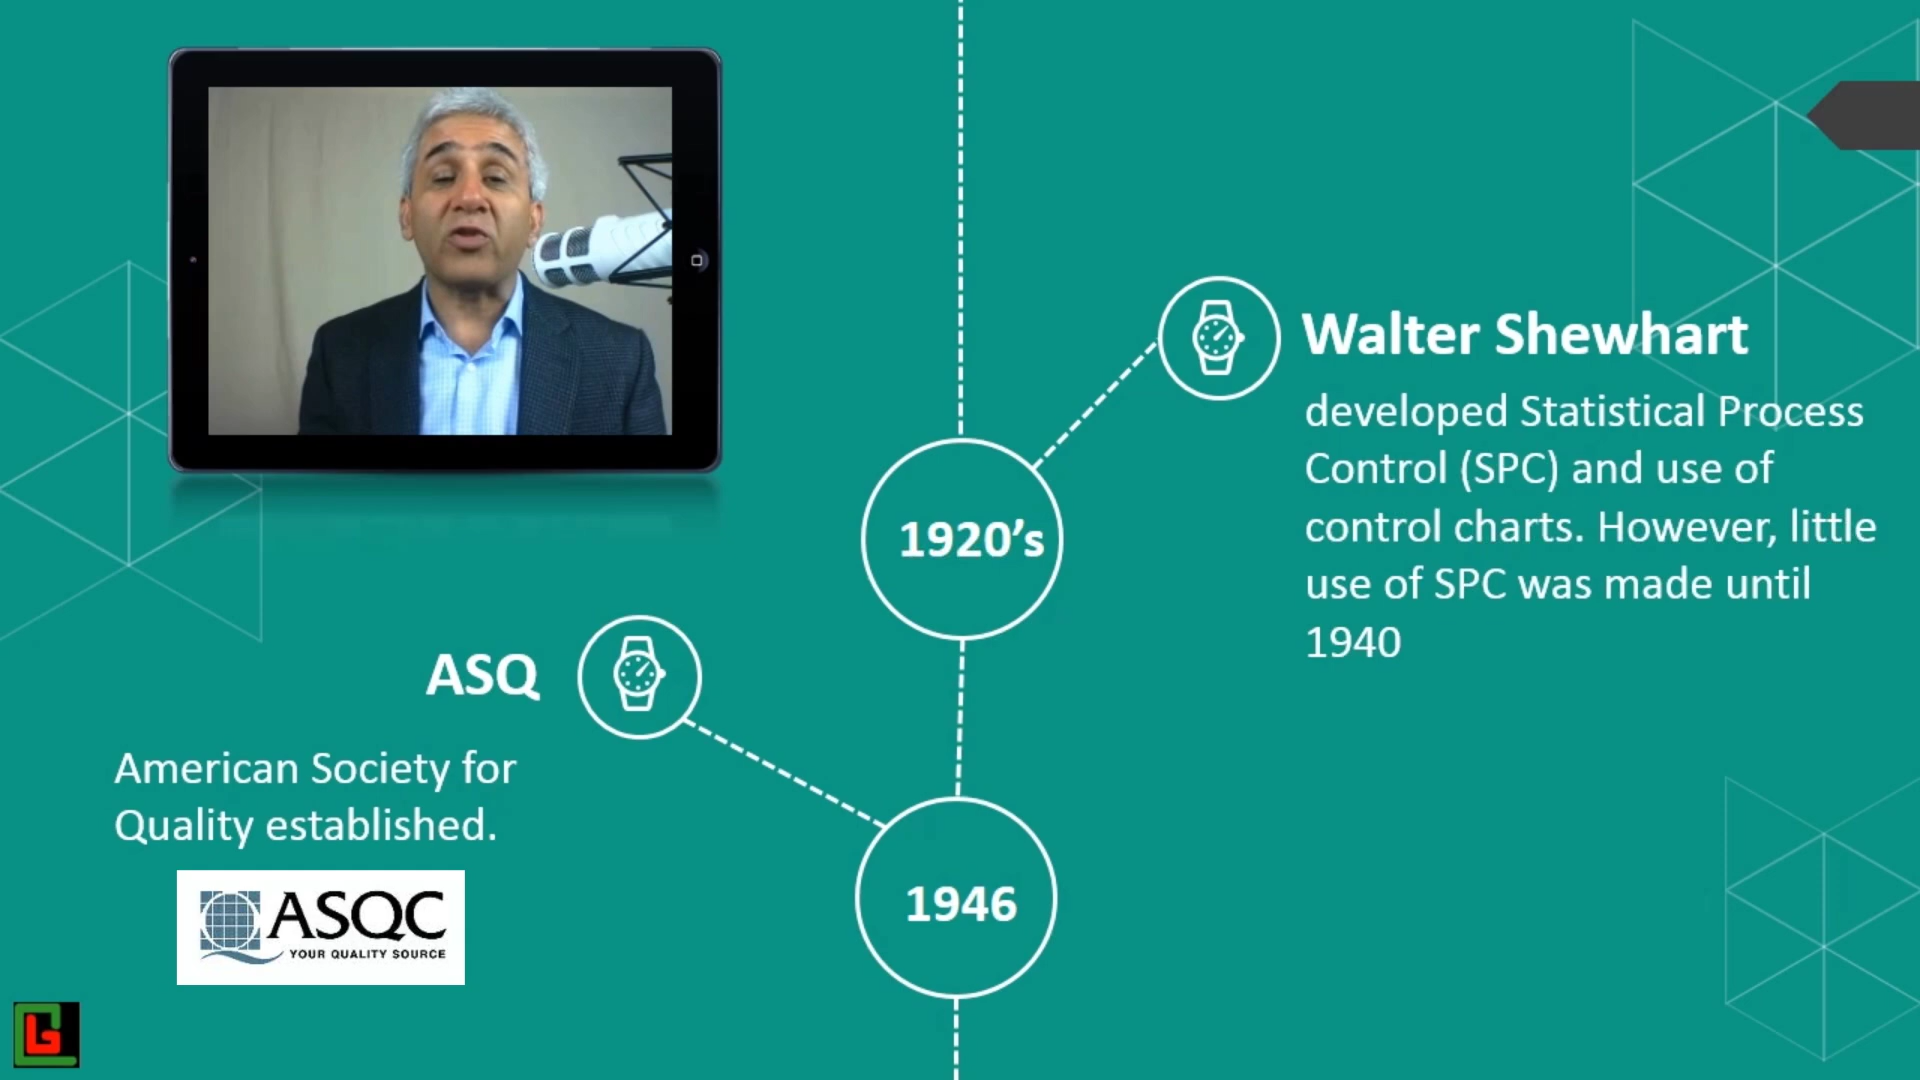 1920's
Walter Shewhart
developed Statistical Process
Control (SPC) and use of
control charts. However, little
use of SPC was made until
1940
ASQ
American Society for
Quality established.
ASQC
YOUR QUALITY SOURCE
1946